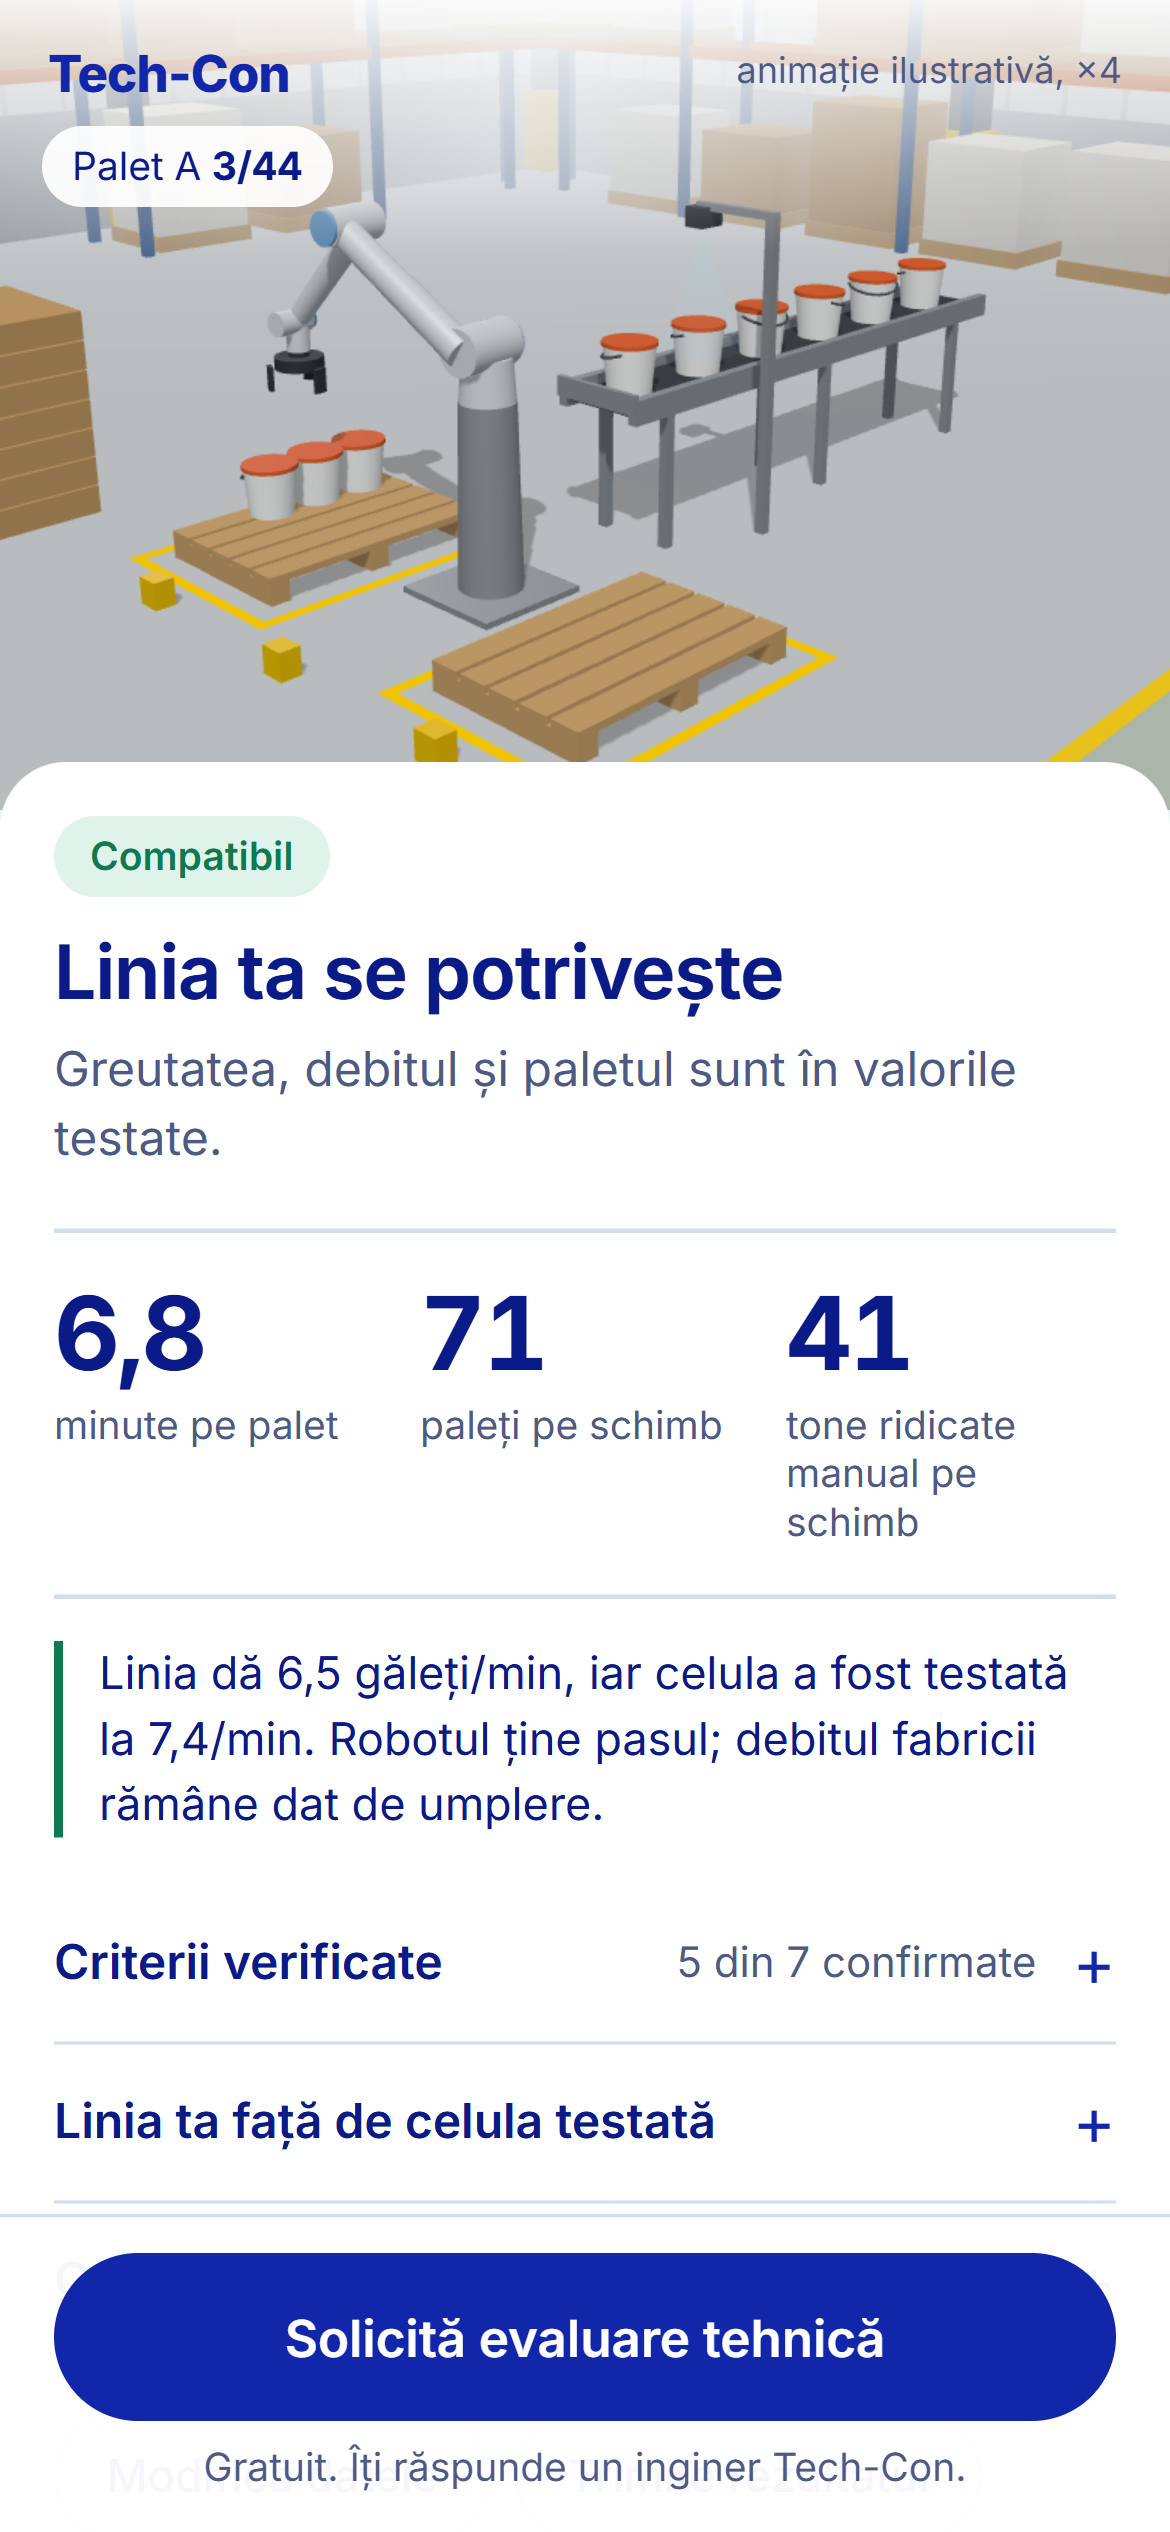 Tech-Con
animație ilustrativă, ×4
Palet A 3/44
Compatibil
Linia ta se potrivește
Greutatea, debitul și paletul sunt în valorile
testate.
6,8
minute pe palet
71
paleți pe schimb
41
tone ridicate
manual pe
schimb
Linia dă 6,5 găleți/min, iar celula a fost testată
la 7,4/min. Robotul ține pasul; debitul fabricii
rămâne dat de umplere.
Criterii verificate
5 din 7 confirmate +
Linia ta față de celula testată +
Solicită evaluare tehnică
Gratuit. Îți răspunde un inginer Tech-Con.